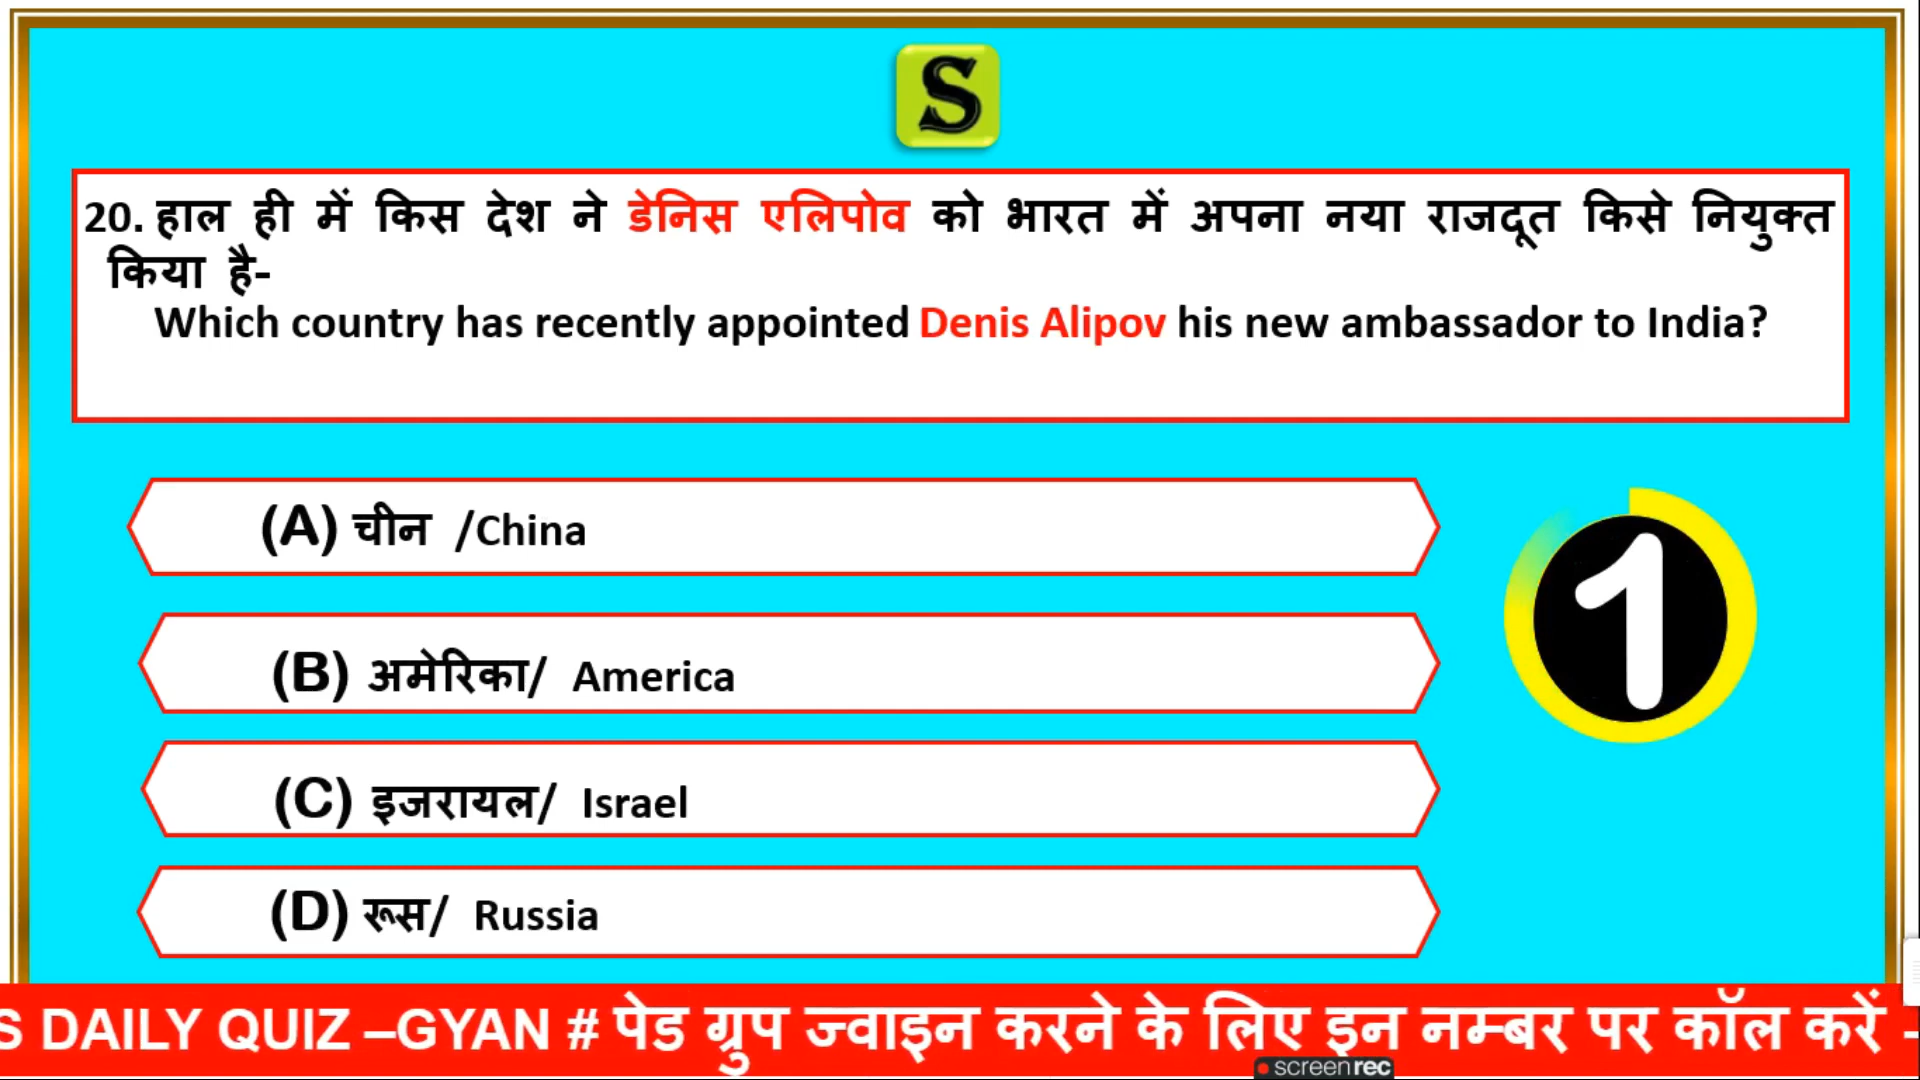 S
20. हाल ही में किस देश ने डेनिस एलिपोव को भारत में अपना नया राजदूत किसे नियुक्त
किया है-
Which country has recently appointed Denis Alipov his new ambassador to India?
(A) चीन /China
1
(B) अमेरिका/ America
(C) इजरायल/ Israel
(D) रूस/ Russia
S DAILY QUIZ –GYAN # पेड ग्रुप ज्वाइन करने के लिए इन नम्बर पर कॉल करें -
screenrec